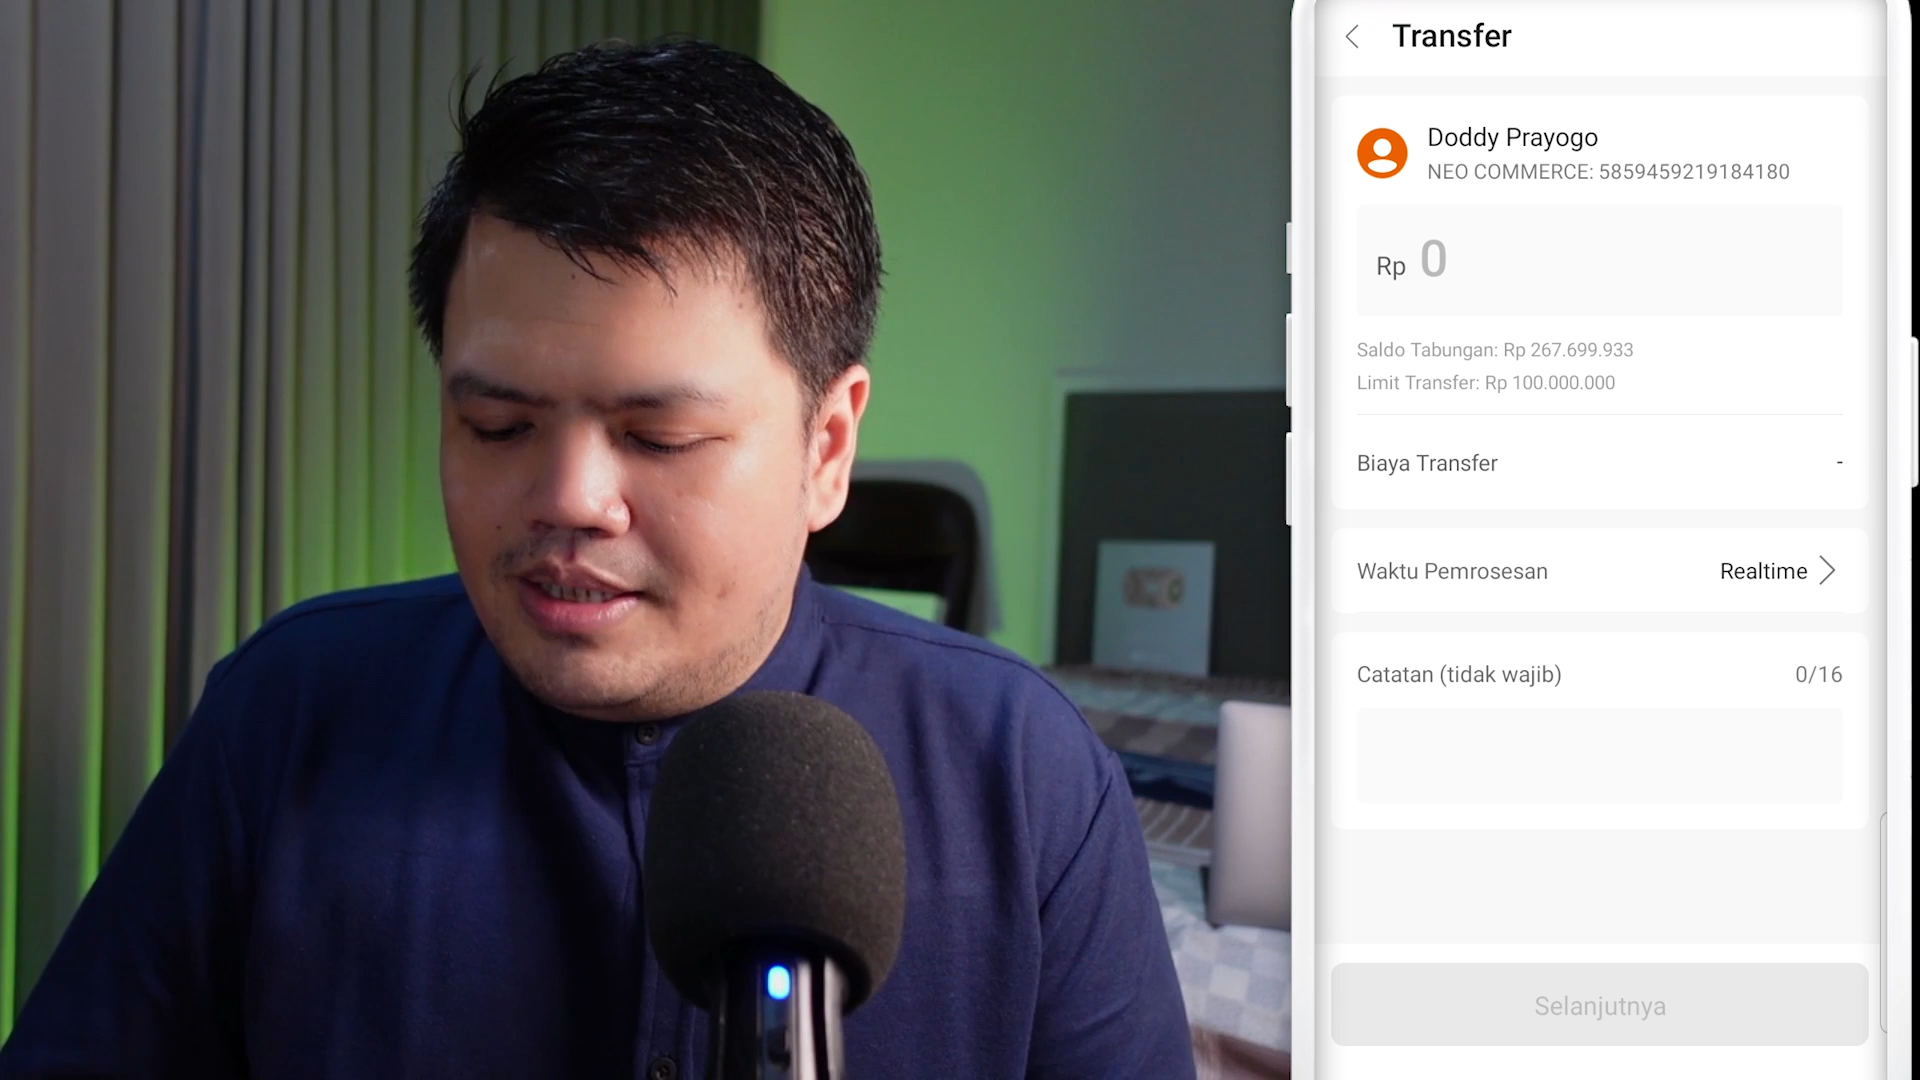 Transfer
Doddy Prayogo
NEO COMMERCE: 5859459219184180
Rp 0
Saldo Tabungan: Rp 267.699.933
Limit Transfer: Rp 100.000.000
Biaya Transfer -
Waktu Pemrosesan Realtime
Catatan (tidak wajib) 0/16
Selanjutnya